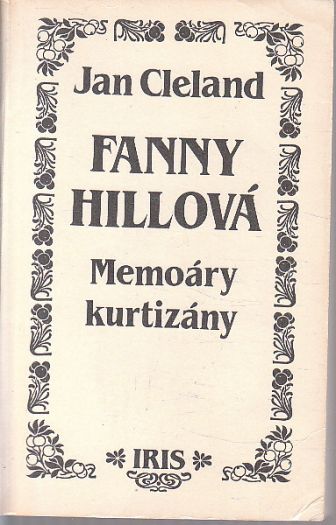 Jan Cleland
FANNY
HILLOVÁ
Memoáry
kurtizány
IRIS